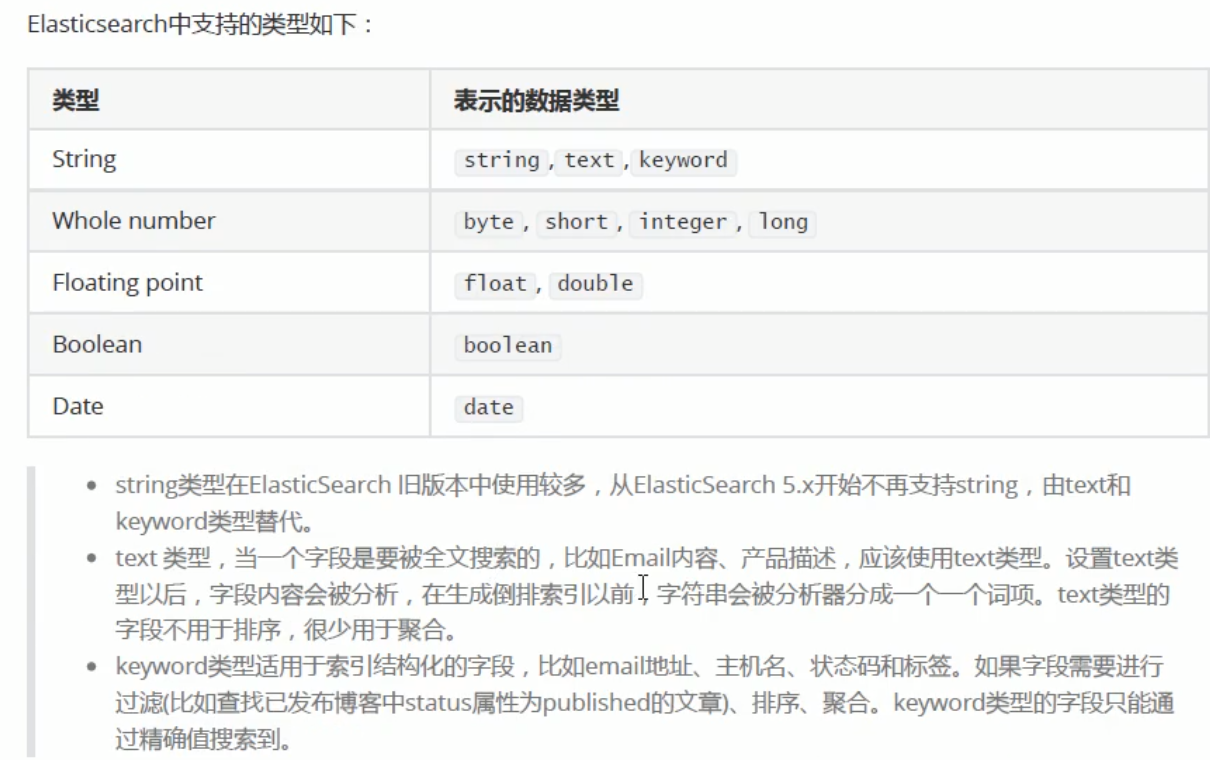 Elasticsearch中支持的类型如下：
类型 表示的数据类型
String string,text,keyword
Whole number byte, short, integer, long
Floating point float, double
Boolean boolean
Date date
string类型在ElasticSearch 旧版本中使用较多，从ElasticSearch 5.x开始不再支持string，由text和
keyword类型替代。
text 类型，当一个字段是要被全文搜索的，比如Email内容、产品描述，应该使用text类型。设置text类
型以后，字段内容会被分析，在生成倒排索引以前，字符串会被分析器分成一个一个词项。text类型的
字段不用于排序，很少用于聚合。
keyword类型适用于索引结构化的字段，比如email地址、主机名、状态码和标签。如果字段需要进行
过滤(比如查找已发布博客中status属性为published的文章)、排序、聚合。keyword类型的字段只能通
过精确值搜索到。